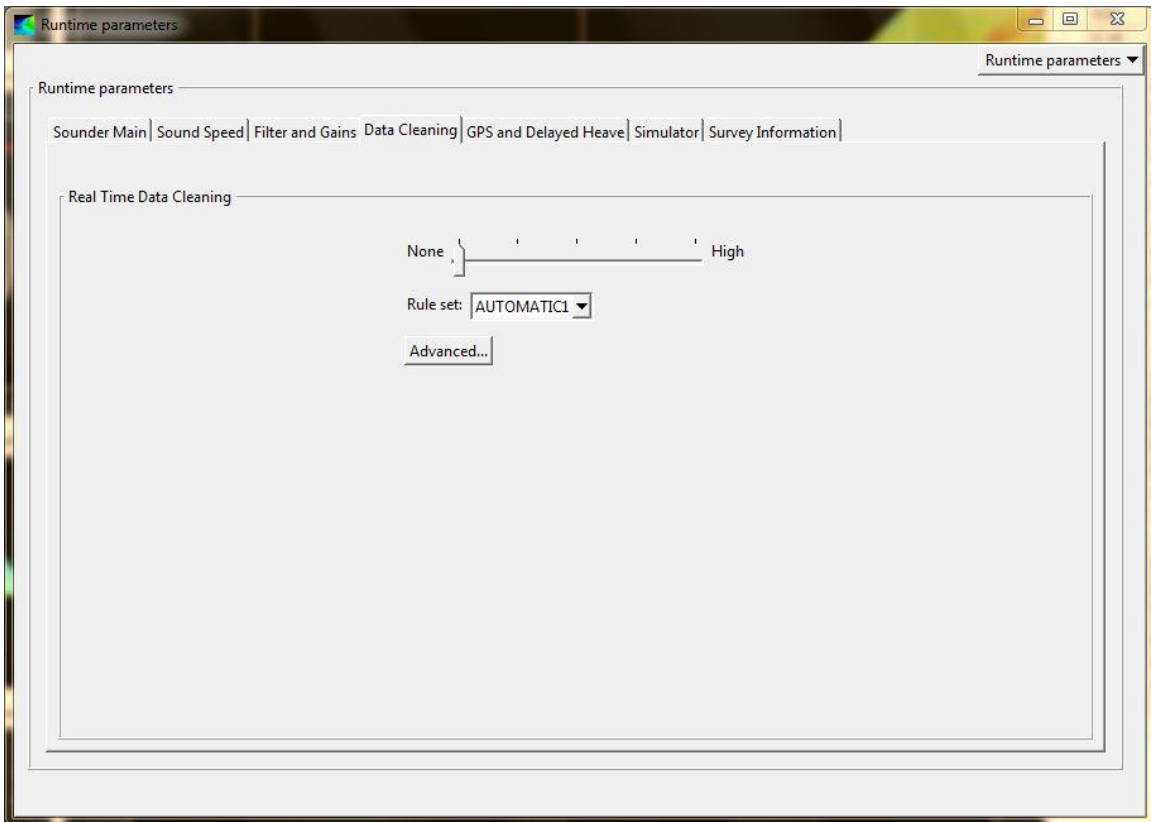 Runtime parameters
Runtime parameters
Runtime parameters
Sounder Main Sound Speed Filter and Gains Data Cleaning GPS and Delayed Heave Simulator Survey Information
Real Time Data Cleaning
None High
Rule set: AUTOMATIC1
Advanced...